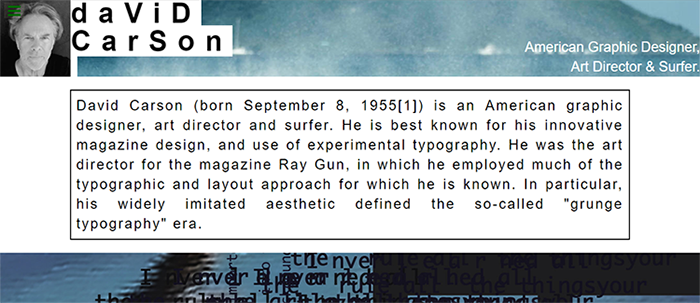 daViD
CarSon
American Graphic Designer,
Art Director & Surfer.
David Carson (born September 8, 1955[1]) is an American graphic
designer, art director and surfer. He is best known for his innovative
magazine design, and use of experimental typography. He was the art
director for the magazine Ray Gun, in which he employed much of the
typographic and layout approach for which he is known. In particular,
his widely imitated aesthetic defined the so-called "grunge
typography" era.